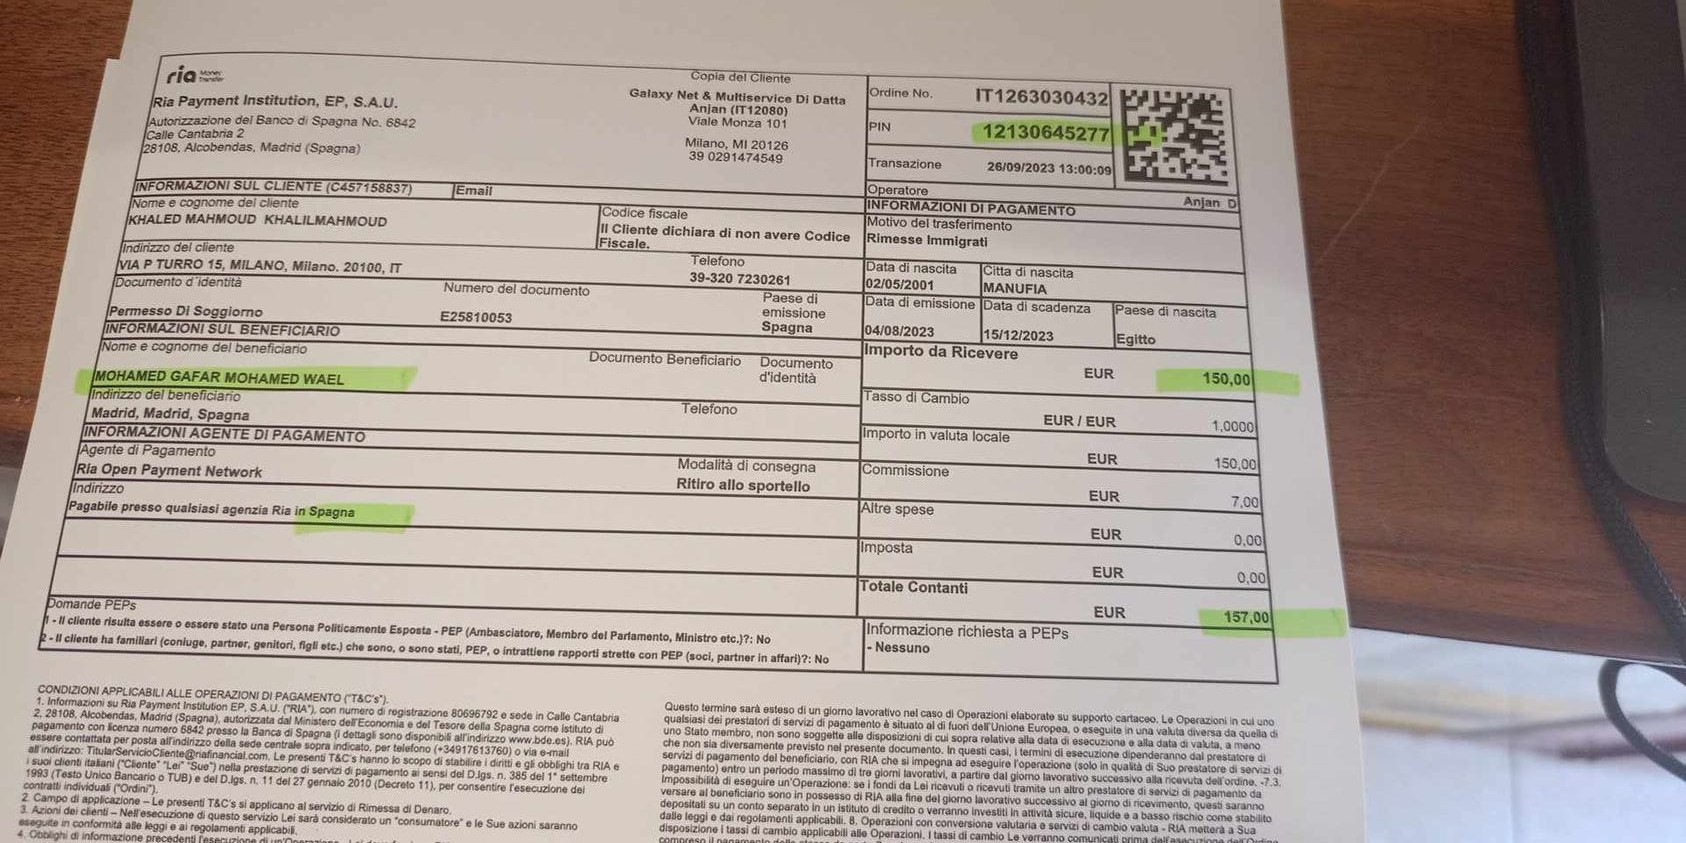 ria Money Transfer
Ria Payment Institution, EP, S.A.U.
Autorizzazione del Banco di Spagna No. 6842
Calle Cantabria 2
28108, Alcobendas, Madrid (Spagna)
Copia del Cliente
Galaxy Net & Multiservice Di Datta
Anjan (IT12080)
Viale Monza 101
Milano, MI 20126
39 0291474549
Ordine No. IT1263030432
PIN 12130645277
Transazione 26/09/2023 13:00:09
Operatore Anjan D
INFORMAZIONI SUL CLIENTE (C457158837) Email
Nome e cognome del cliente
KHALED MAHMOUD KHALILMAHMOUD
Codice fiscale
Il Cliente dichiara di non avere Codice
Fiscale.
INFORMAZIONI DI PAGAMENTO
Motivo del trasferimento
Rimesse Immigrati
Indirizzo del cliente
VIA P TURRO 15, MILANO, Milano. 20100, IT
Telefono
39-320 7230261
Data di nascita
02/05/2001
Citta di nascita
MANUFIA
Documento d'identità
Permesso Di Soggiorno
Numero del documento
E25810053
Paese di
emissione
Spagna
Data di emissione
04/08/2023
Data di scadenza
15/12/2023
Paese di nascita
Egitto
INFORMAZIONI SUL BENEFICIARIO
Nome e cognome del beneficiario
MOHAMED GAFAR MOHAMED WAEL
Documento Beneficiario
Documento
d'identità
Importo da Ricevere
EUR 150,00
Indirizzo del beneficiario
Madrid, Madrid, Spagna
Telefono
Tasso di Cambio
EUR / EUR 1,0000
INFORMAZIONI AGENTE DI PAGAMENTO
Importo in valuta locale
EUR 150,00
Agente di Pagamento
Ria Open Payment Network
Modalità di consegna
Ritiro allo sportello
Commissione
EUR 7,00
Indirizzo
Pagabile presso qualsiasi agenzia Ria in Spagna
Altre spese
EUR 0,00
Imposta
EUR 0,00
Totale Contanti
EUR 157,00
Domande PEPs
1 - Il cliente risulta essere o essere stato una Persona Politicamente Esposta - PEP (Ambasciatore, Membro del Parlamento, Ministro etc.)?: No
2 - Il cliente ha familiari (coniuge, partner, genitori, figli etc.) che sono, o sono stati, PEP, o intrattiene rapporti strette con PEP (soci, partner in affari)?: No
Informazione richiesta a PEPs
- Nessuno
CONDIZIONI APPLICABILI ALLE OPERAZIONI DI PAGAMENTO ("T&C's").
1. Informazioni su Ria Payment Institution EP, S.A.U. ("RIA"), con numero di registrazione 80696792 e sede in Calle Cantabria
2, 28108, Alcobendas, Madrid (Spagna), autorizzata dal Ministero dell'Economia e del Tesoro della Spagna come istituto di
pagamento con licenza numero 6842 presso la Banca di Spagna (i dettagli sono disponibili all'indirizzo www.bde.es). RIA può
essere contattata per posta all'indirizzo della sede centrale sopra indicato, per telefono (+34917613760) o via e-mail
all'indirizzo: TitularServicioCliente@riafinancial.com. Le presenti T&C's hanno lo scopo di stabilire i diritti e gli obblighi tra RIA e
i suoi clienti italiani ("Cliente" "Lei" "Sue") nella prestazione di servizi di pagamento ai sensi del D.lgs. n. 385 del 1° settembre
1993 (Testo Unico Bancario o TUB) e del D.lgs. n. 11 del 27 gennaio 2010 (Decreto 11), per consentire l'esecuzione dei
contratti individuali ("Ordini").
2. Campo di applicazione – Le presenti T&C's si applicano al servizio di Rimessa di Denaro.
3. Azioni dei clienti – Nell'esecuzione di questo servizio Lei sarà considerato un "consumatore" e le Sue azioni saranno
eseguite in conformità alle leggi e ai regolamenti applicabili.
4. Obblighi di informazione precedenti l'esecuzione di
Questo termine sarà esteso di un giorno lavorativo nel caso di Operazioni elaborate su supporto cartaceo. Le Operazioni in cui uno
qualsiasi dei prestatori di servizi di pagamento è situato al di fuori dell'Unione Europea, o eseguite in una valuta diversa da quella di
uno Stato membro, non sono soggette alle disposizioni di cui sopra relative alla data di esecuzione e alla data di valuta, a meno
che non sia diversamente previsto nel presente documento. In questi casi, i termini di esecuzione dipenderanno dal prestatore di
servizi di pagamento del beneficiario, con RIA che si impegna ad eseguire l'operazione (solo in qualità di Suo prestatore di servizi di
pagamento) entro un periodo massimo di tre giorni lavorativi, a partire dal giorno lavorativo successivo alla ricevuta dell'ordine. -7.3.
Impossibilità di eseguire un'Operazione: se i fondi da Lei ricevuti o ricevuti tramite un altro prestatore di servizi di pagamento da
versare al beneficiario sono in possesso di RIA alla fine del giorno lavorativo successivo al giorno di ricevimento, questi saranno
depositati su un conto separato in un istituto di credito o verranno investiti in attività sicure, liquide e a basso rischio come stabilito
dalle leggi e dai regolamenti applicabili. 8. Operazioni con conversione valutaria e servizi di cambio valuta - RIA metterà a Sua
disposizione i tassi di cambio applicabili alle Operazioni. I tassi di cambio Le verranno comunicati prima dell'esecuzione dell'Ordine